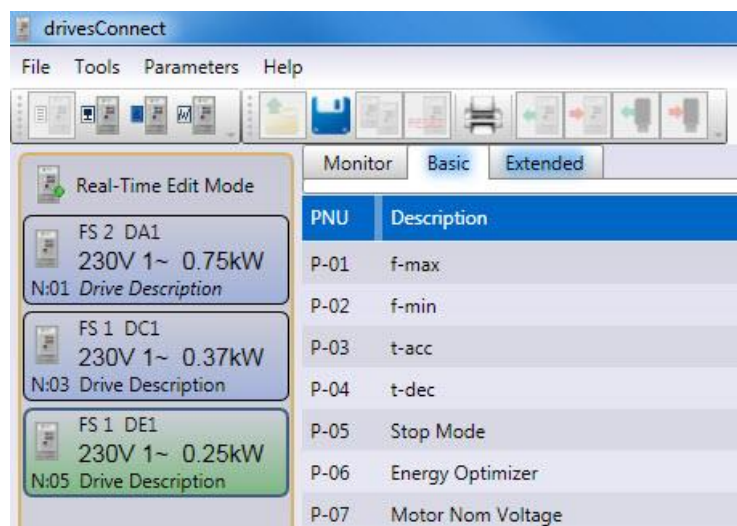 drivesConnect
File Tools Parameters Help
Real-Time Edit Mode
FS 2 DA1
230V 1~ 0.75kW
N:01 Drive Description
FS 1 DC1
230V 1~ 0.37kW
N:03 Drive Description
FS 1 DE1
230V 1~ 0.25kW
N:05 Drive Description
Monitor Basic Extended
PNU Description
P-01 f-max
P-02 f-min
P-03 t-acc
P-04 t-dec
P-05 Stop Mode
P-06 Energy Optimizer
P-07 Motor Nom Voltage